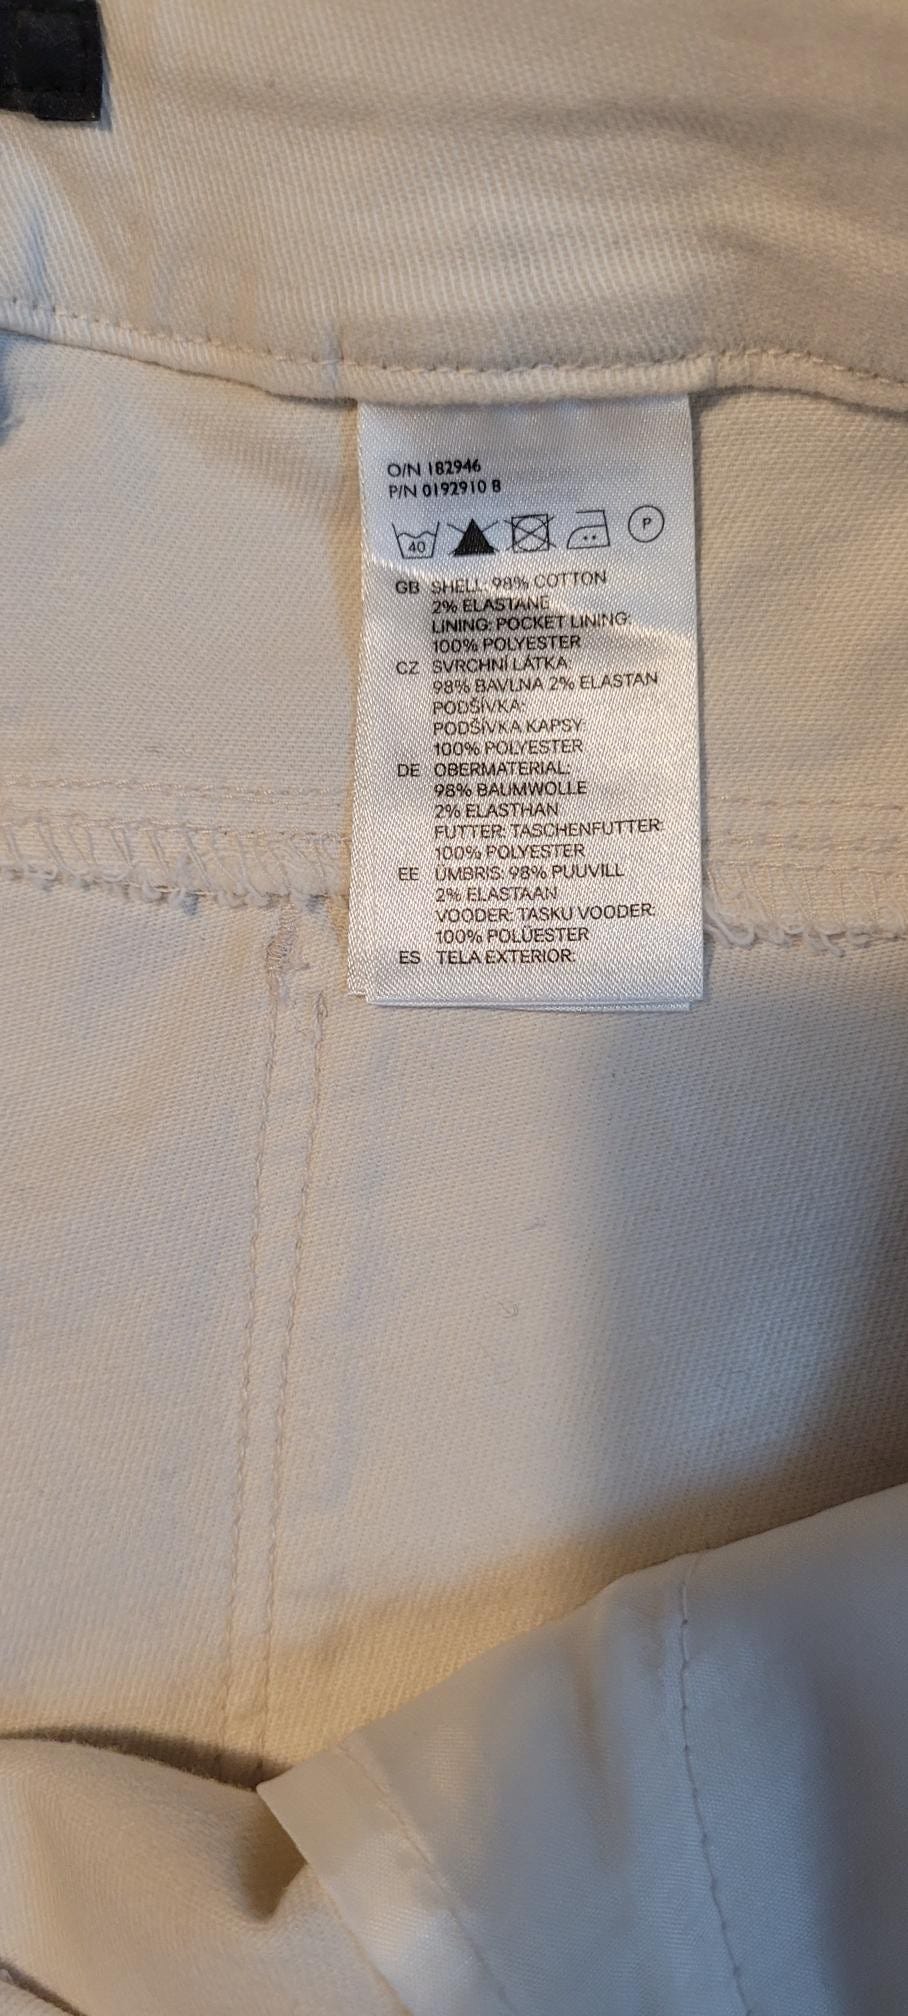 O/N 182946
P/N 0192910 B
40 P
GB SHELL: 98% COTTON
2% ELASTANE
LINING: POCKET LINING:
100% POLYESTER
CZ SVRCHNÍ LÁTKA:
98% BAVLNA 2% ELASTAN
PODŠÍVKA:
PODŠÍVKA KAPSY:
100% POLYESTER
DE OBERMATERIAL:
98% BAUMWOLLE
2% ELASTHAN
FUTTER: TASCHENFUTTER:
100% POLYESTER
EE ÜMBRIS: 98% PUUVILL
2% ELASTAAN
VOODER: TASKU VOODER:
100% POLÜESTER
ES TELA EXTERIOR: